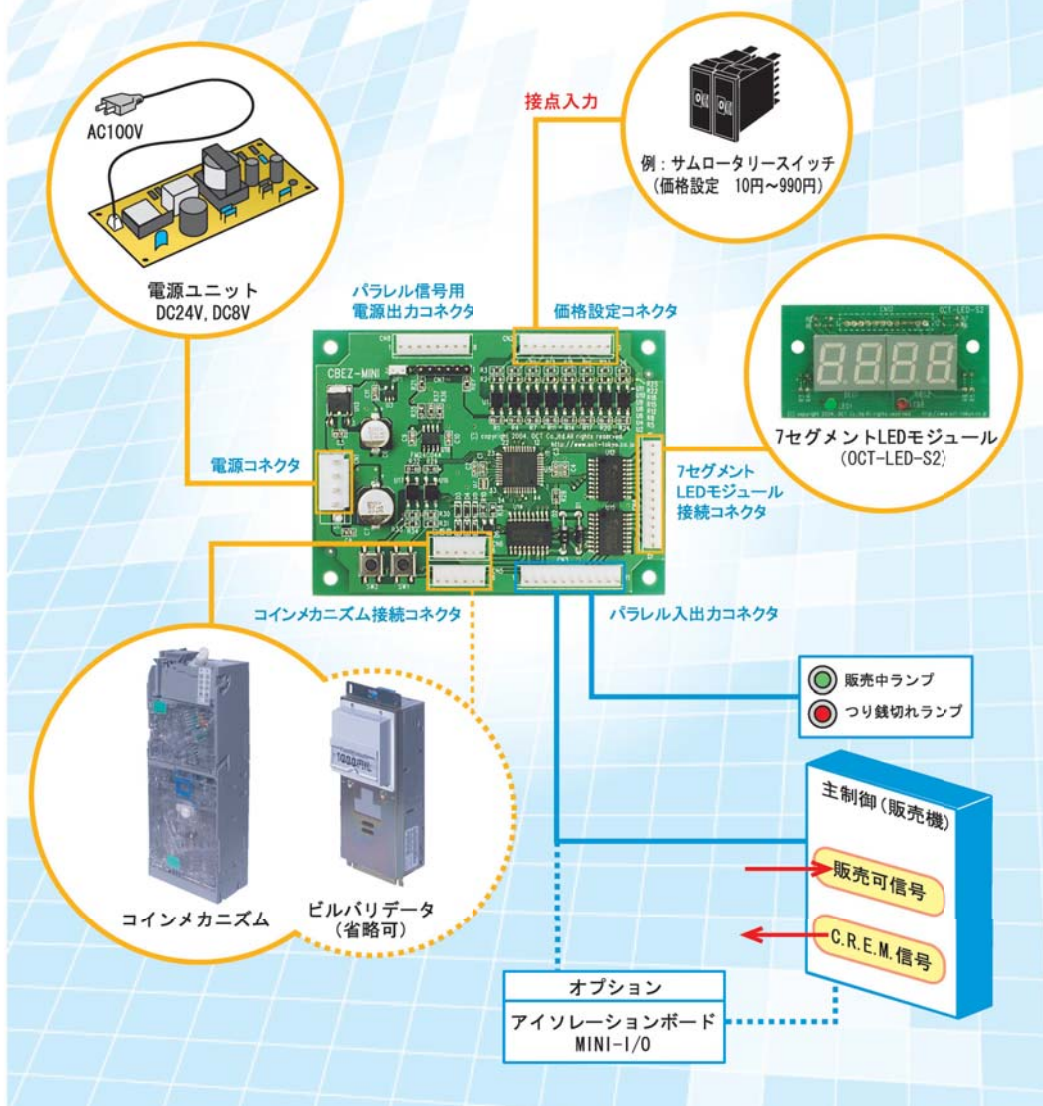 接点入力
AC100V
例：サムロータリースイッチ
（価格設定　10円～990円）
電源ユニット
DC24V, DC8V
パラレル信号用
電源出力コネクタ
価格設定コネクタ
OCT-LED-S2
CBEZ-MINI
7セグメントLEDモジュール
(OCT-LED-S2)
電源コネクタ
7セグメント
LEDモジュール
接続コネクタ
SW2
SW1
コインメカニズム接続コネクタ
パラレル入出力コネクタ
販売中ランプ
つり銭切れランプ
主制御（販売機）
販売可信号
C.R.E.M.信号
コインメカニズム
ビルバリデータ
（省略可）
オプション
アイソレーションボード
MINI-I/O